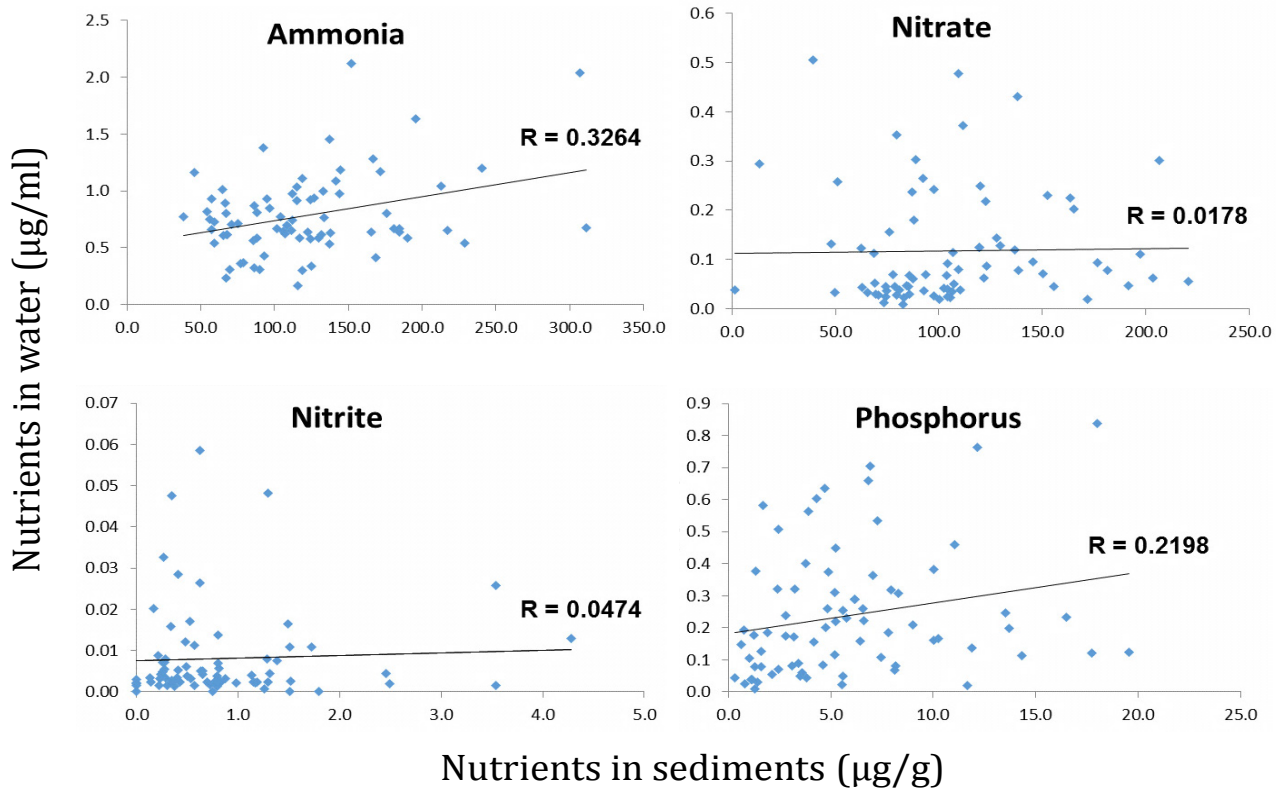 Nutrients in water (µg/ml)
Ammonia
2.5
2.0
1.5
1.0
0.5
0.0
0.0 50.0 100.0 150.0 200.0 250.0 300.0 350.0
R = 0.3264
Nitrate
0.6
0.5
0.4
0.3
0.2
0.1
0.0
0.0 50.0 100.0 150.0 200.0 250.0
R = 0.0178
Nitrite
0.07
0.06
0.05
0.04
0.03
0.02
0.01
0.00
0.0 1.0 2.0 3.0 4.0 5.0
R = 0.0474
Phosphorus
0.9
0.8
0.7
0.6
0.5
0.4
0.3
0.2
0.1
0.0
0.0 5.0 10.0 15.0 20.0 25.0
R = 0.2198
Nutrients in sediments (µg/g)